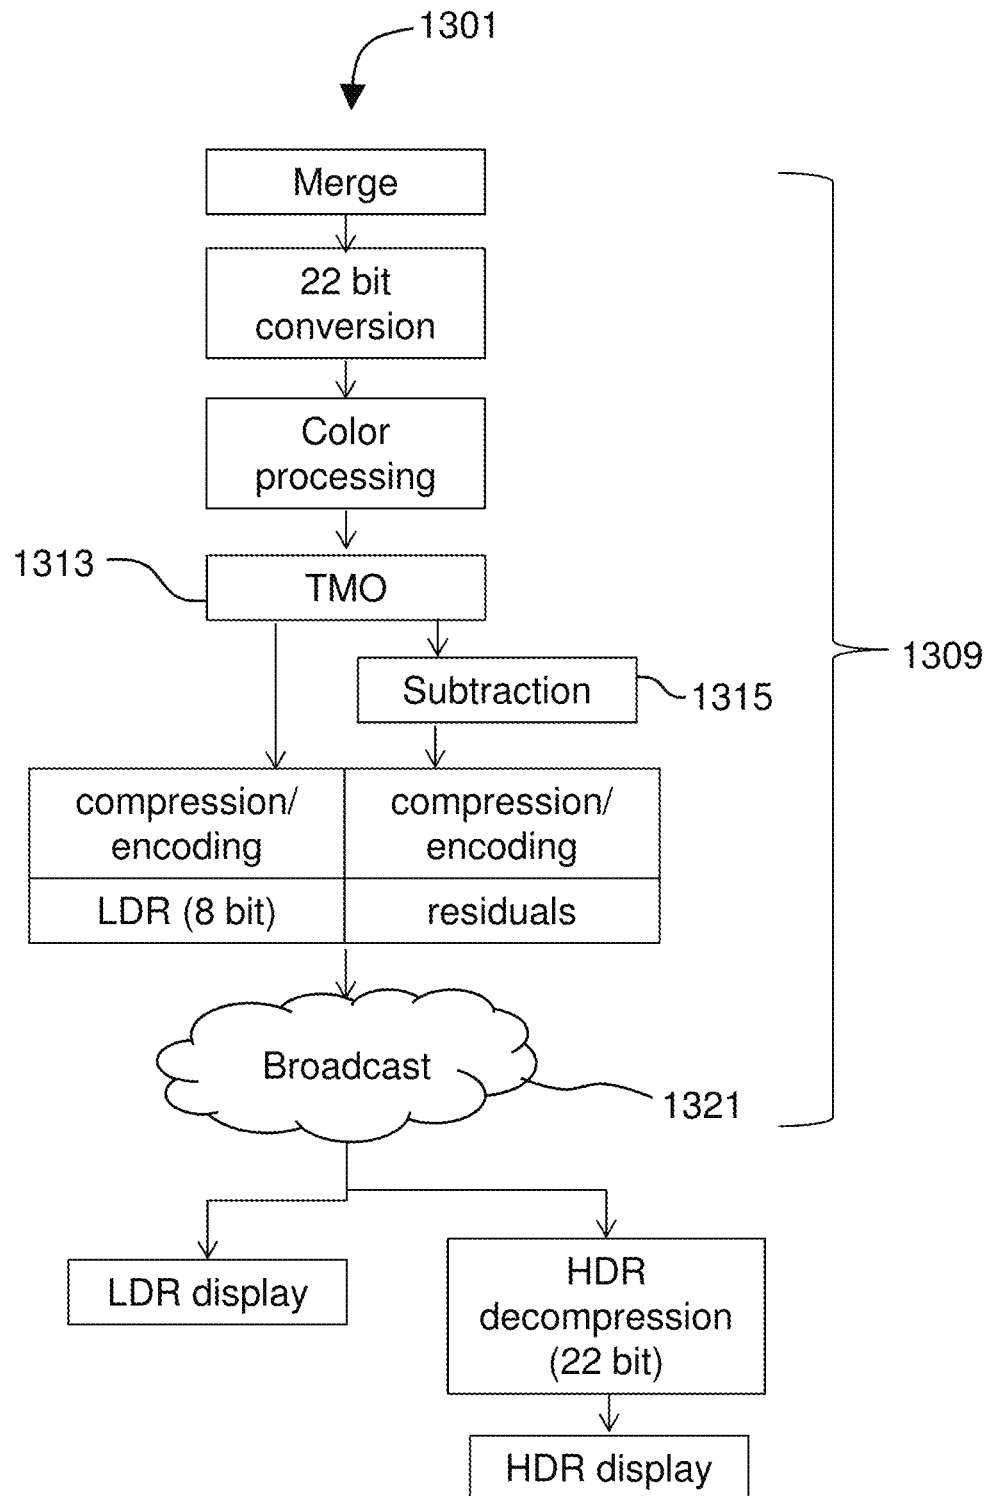 1301
Merge
22 bit
conversion
Color
processing
1313
TMO
1309
Subtraction
1315
compression/
encoding
compression/
encoding
LDR (8 bit)
residuals
Broadcast
1321
LDR display
HDR
decompression
(22 bit)
HDR display